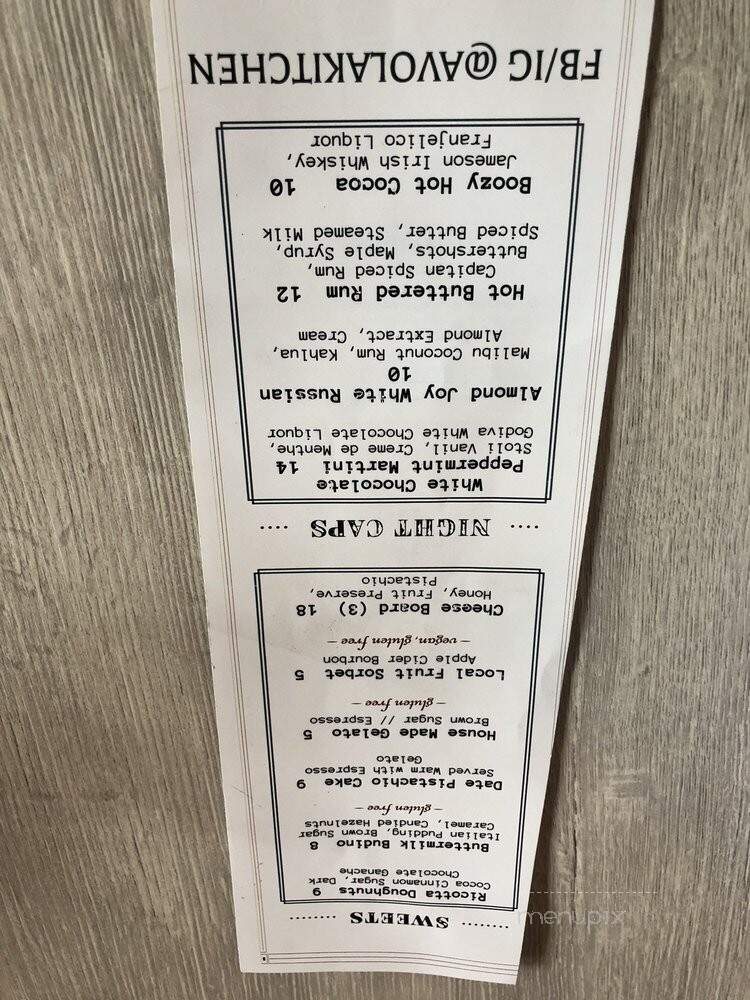 SWEETS
Ricotta Doughnuts 9
Cocoa Cinnamon Sugar, Dark
Chocolate Ganache
Buttermilk Budino 8
Italian Pudding, Brown Sugar
Caramel, Candied Hazelnuts
– gluten free –
Date Pistachio Cake 9
Served Warm with Espresso
Gelato
House Made Gelato 5
Brown Sugar // Espresso
– gluten free –
Local Fruit Sorbet 5
Apple Cider Bourbon
– vegan, gluten free –
Cheese Board (3) 18
Honey, Fruit Preserve,
Pistachio
NIGHT CAPS
White Chocolate
Peppermint Martini 14
Stoli Vanil, Creme de Menthe,
Godiva White Chocolate Liquor
Almond Joy White Russian
10
Malibu Coconut Rum, Kahlua,
Almond Extract, Cream
Hot Buttered Rum 12
Capitan Spiced Rum,
Buttershots, Maple Syrup,
Spiced Butter, Steamed Milk
Boozy Hot Cocoa 10
Jameson Irish Whiskey,
Franjelico Liquor
FB/IG @AVOLAKITCHEN
menupix